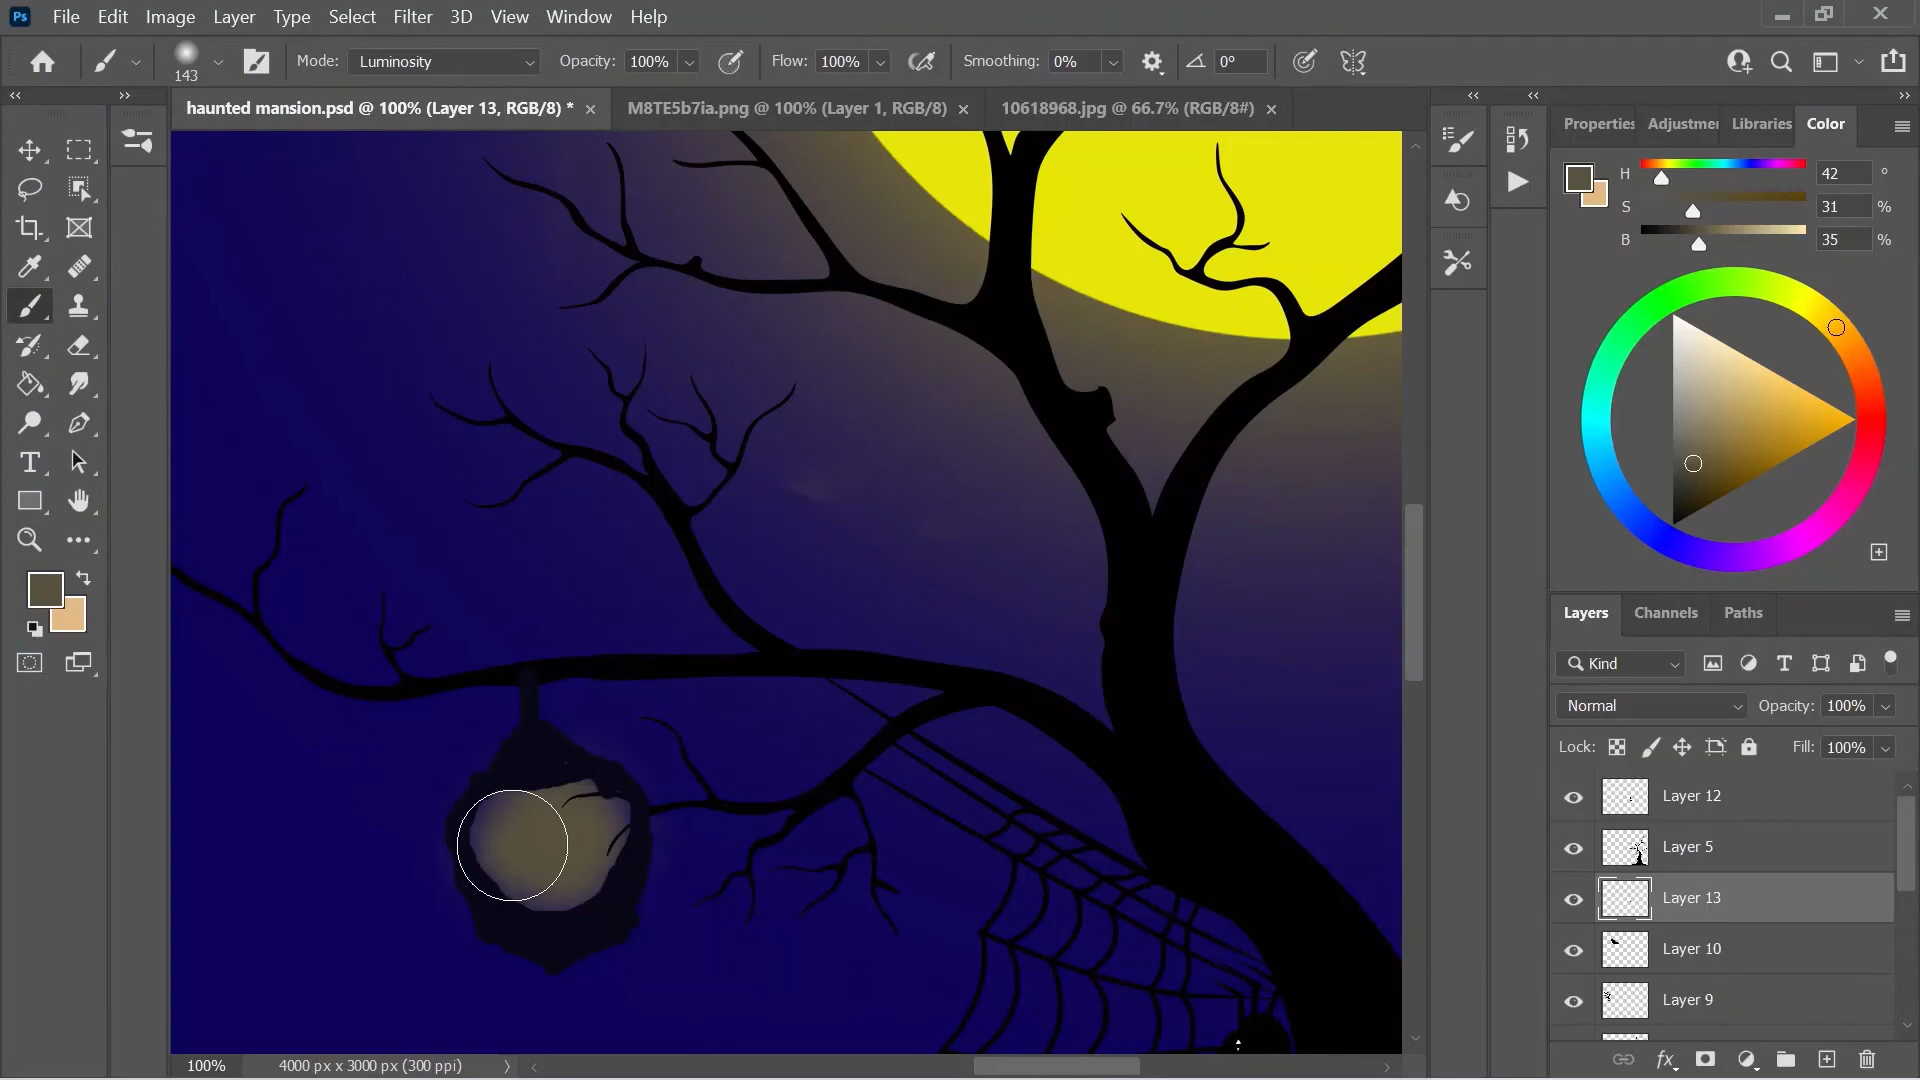 Ps File Edit Image Layer Type Select Filter 3D View Window Help
143 Mode: Luminosity Opacity: 100% Flow: 100% Smoothing: 0% 0°
haunted mansion.psd @ 100% (Layer 13, RGB/8) * M8TE5b7ia.png @ 100% (Layer 1, RGB/8) 10618968.jpg @ 66.7% (RGB/8#)
Properties Adjustmer Libraries Color
H 42 °
S 31 %
B 35 %
Layers Channels Paths
Kind
Normal Opacity: 100%
Lock: Fill: 100%
Layer 12
Layer 5
Layer 13
Layer 10
Layer 9
fx
100% 4000 px x 3000 px (300 ppi)